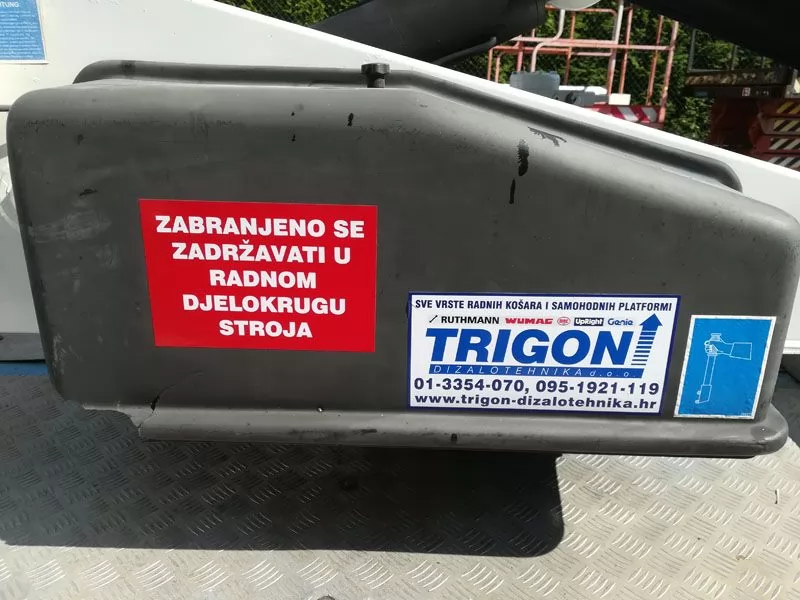 TUNG
ZABRANJENO SE
ZADRŽAVATI U
RADNOM
DJELOKRUGU
STROJA
SVE VRSTE RADNIH KOŠARA I SAMOHODNIH PLATFORMI
RUTHMANN WUMAG UpRight Genie
TRIGON
DIZALOTEHNIKA d.o.o.
01-3354-070, 095-1921-119
www.trigon-dizalotehnika.hr